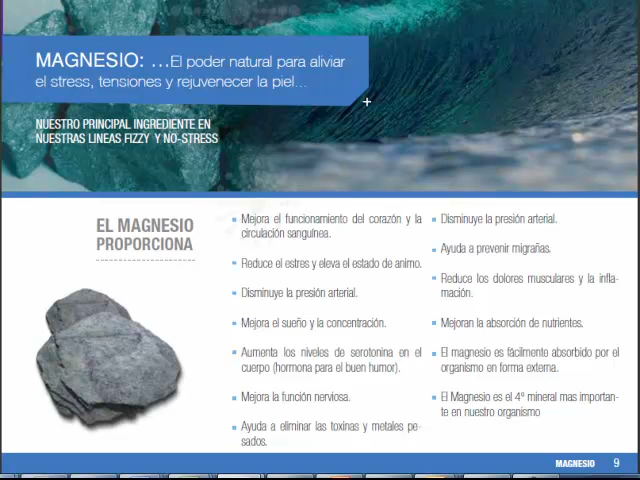 MAGNESIO: ...El poder natural para aliviar
el stress, tensiones y rejuvenecer la piel...
NUESTRO PRINCIPAL INGREDIENTE EN
NUESTRAS LINEAS FIZZY Y NO-STRESS
EL MAGNESIO
PROPORCIONA
Mejora el funcionamiento del corazón y la
circulación sanguínea.
Reduce el estres y eleva el estado de animo.
Disminuye la presión arterial.
Mejora el sueño y la concentración.
Aumenta los niveles de serotonina en el
cuerpo (hormona para el buen humor).
Mejora la función nerviosa.
Ayuda a eliminar las toxinas y metales pe-
sados.
Disminuye la presión arterial.
Ayuda a prevenir migrañas.
Reduce los dolores musculares y la infla-
mación.
Mejoran la absorción de nutrientes.
El magnesio es fácilmente absorbido por el
organismo en forma externa.
El Magnesio es el 4º mineral mas importan-
te en nuestro organismo
MAGNESIO 9